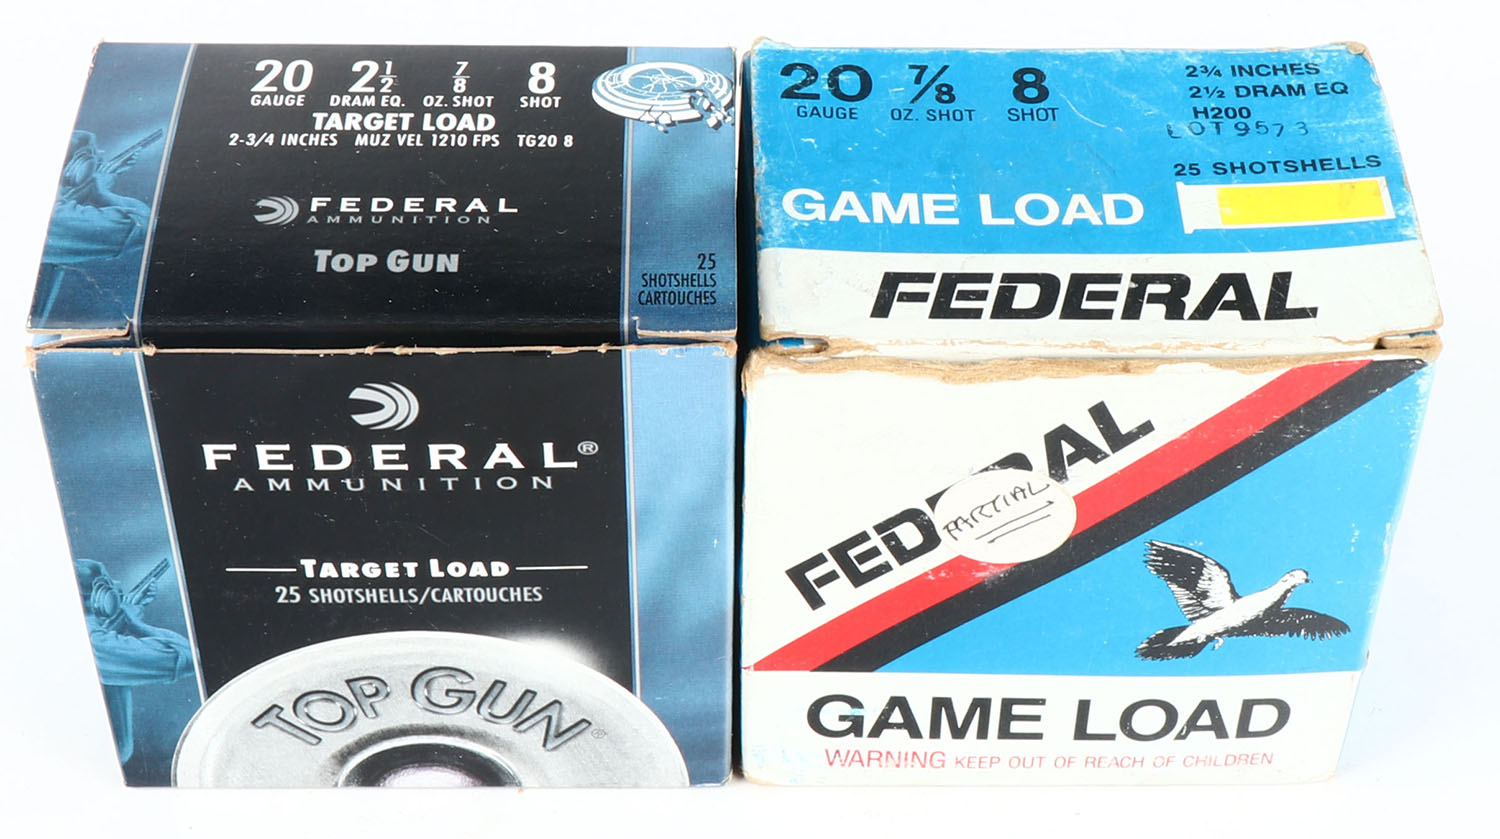 20 2 1/2 7/8 8
GAUGE DRAM EQ. OZ. SHOT SHOT
TARGET LOAD
2-3/4 INCHES MUZ VEL 1210 FPS TG20 8
FEDERAL
AMMUNITION
TOP GUN
25
SHOTSHELLS
CARTOUCHES
FEDERAL®
AMMUNITION
TARGET LOAD
25 SHOTSHELLS/CARTOUCHES
TOP GUN®
20 7/8 8
GAUGE OZ. SHOT SHOT
2¾ INCHES
2½ DRAM EQ
H200
LOT 9573
25 SHOTSHELLS
GAME LOAD
FEDERAL
FEDERAL
PARTIAL
GAME LOAD
WARNING KEEP OUT OF REACH OF CHILDREN